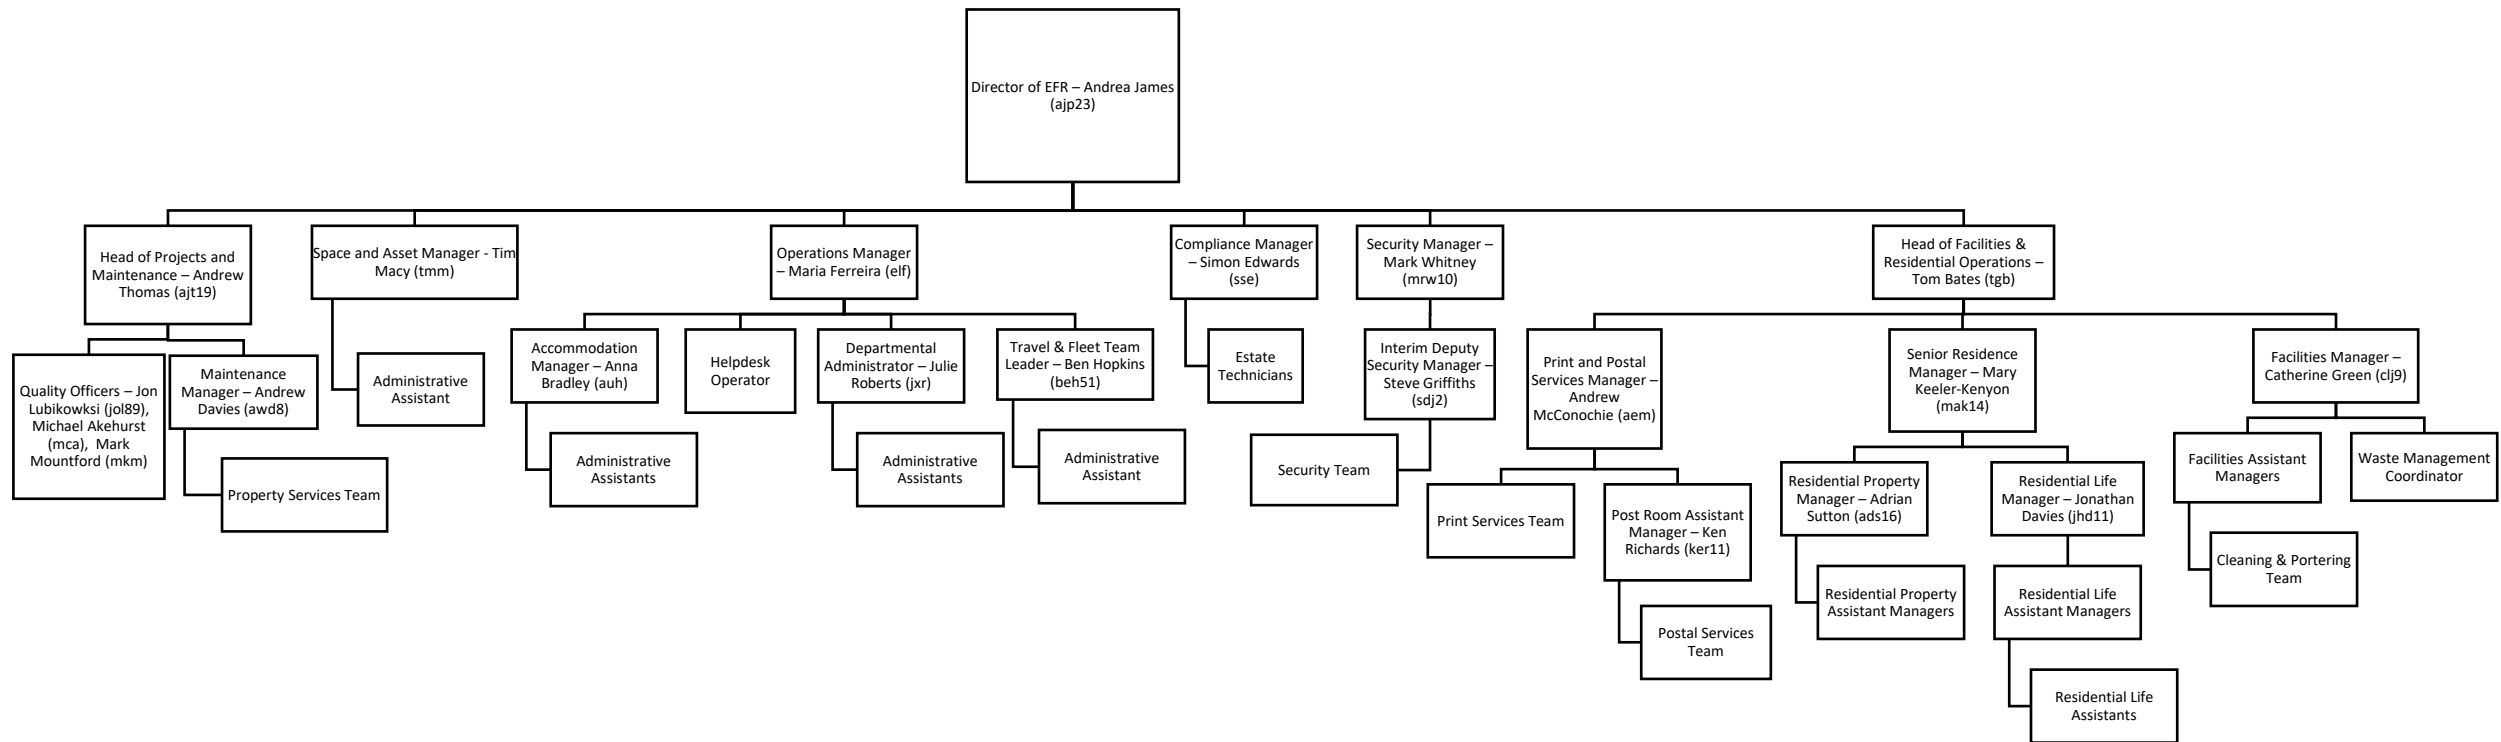 Director of EFR – Andrea James
(ajp23)
Head of Projects and
Maintenance – Andrew
Thomas (ajt19)
Space and Asset Manager - Tim
Macy (tmm)
Operations Manager
– Maria Ferreira (elf)
Compliance Manager
– Simon Edwards
(sse)
Security Manager –
Mark Whitney
(mrw10)
Head of Facilities &
Residential Operations –
Tom Bates (tgb)
Quality Officers – Jon
Lubikowksi (jol89),
Michael Akehurst
(mca),  Mark
Mountford (mkm)
Maintenance
Manager – Andrew
Davies (awd8)
Property Services Team
Administrative
Assistant
Accommodation
Manager – Anna
Bradley (auh)
Administrative
Assistants
Helpdesk
Operator
Departmental
Administrator – Julie
Roberts (jxr)
Administrative
Assistants
Travel & Fleet Team
Leader – Ben Hopkins
(beh51)
Administrative
Assistant
Estate
Technicians
Interim Deputy
Security Manager –
Steve Griffiths
(sdj2)
Security Team
Print and Postal
Services Manager –
Andrew
McConochie (aem)
Print Services Team
Post Room Assistant
Manager – Ken
Richards (ker11)
Postal Services
Team
Senior Residence
Manager – Mary
Keeler-Kenyon
(mak14)
Residential Property
Manager – Adrian
Sutton (ads16)
Residential Property
Assistant Managers
Residential Life
Manager – Jonathan
Davies (jhd11)
Residential Life
Assistant Managers
Residential Life
Assistants
Facilities Manager –
Catherine Green (clj9)
Facilities Assistant
Managers
Cleaning & Portering
Team
Waste Management
Coordinator